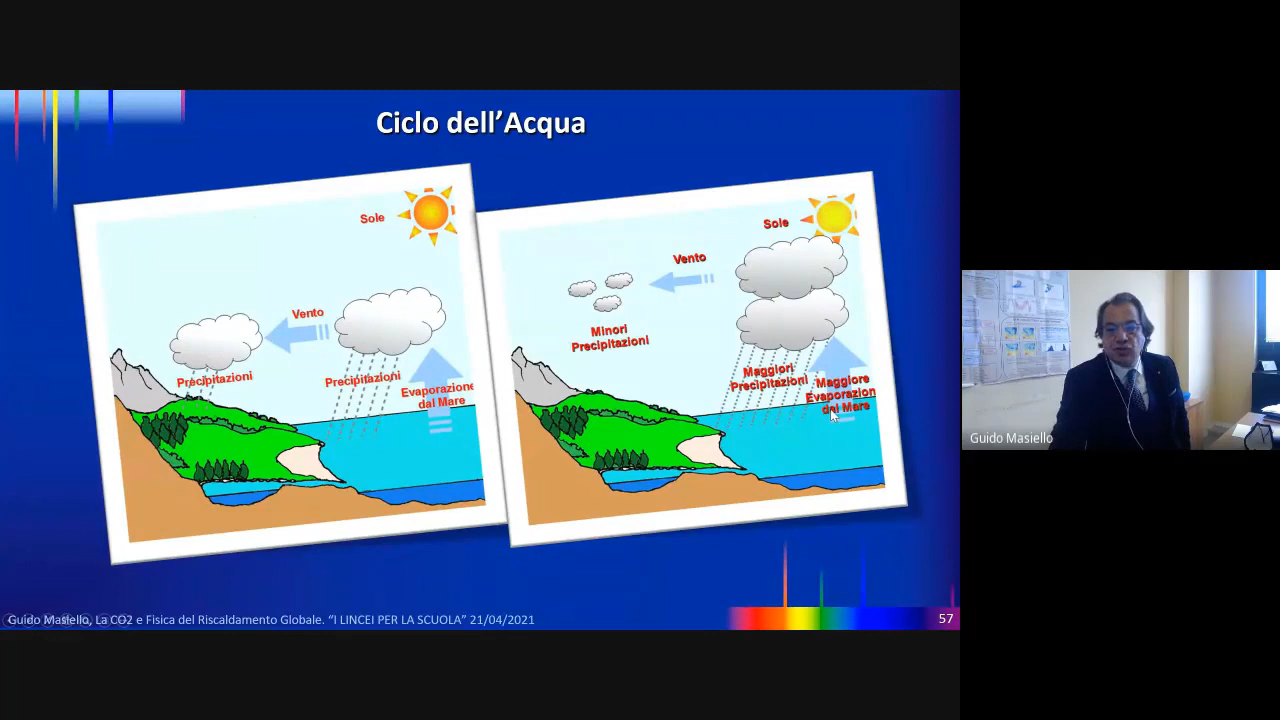 Ciclo dell’Acqua
Sole
Vento
Precipitazioni
Precipitazioni
Evaporazione
dal Mare
Sole
Vento
Minori
Precipitazioni
Maggiori
Precipitazioni
Maggiore
Evaporazion
dal Mare
Guido Masiello
Guido Masiello, La CO2 e Fisica del Riscaldamento Globale. “I LINCEI PER LA SCUOLA” 21/04/2021
57